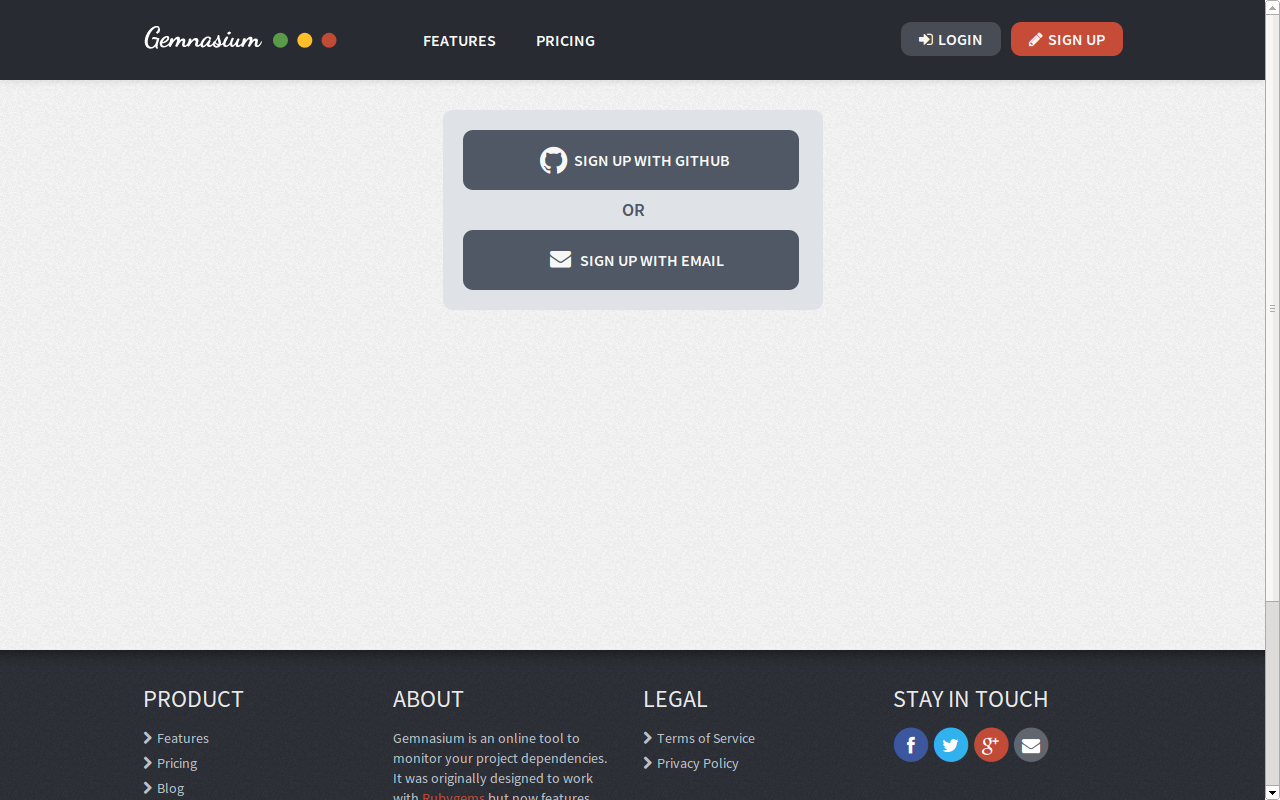 Gemnasium
FEATURES
PRICING
LOGIN
SIGN UP
SIGN UP WITH GITHUB
OR
SIGN UP WITH EMAIL
PRODUCT
Features
Pricing
Blog
ABOUT
Gemnasium is an online tool to
monitor your project dependencies.
It was originally designed to work
with Rubygems but now features
LEGAL
Terms of Service
Privacy Policy
STAY IN TOUCH